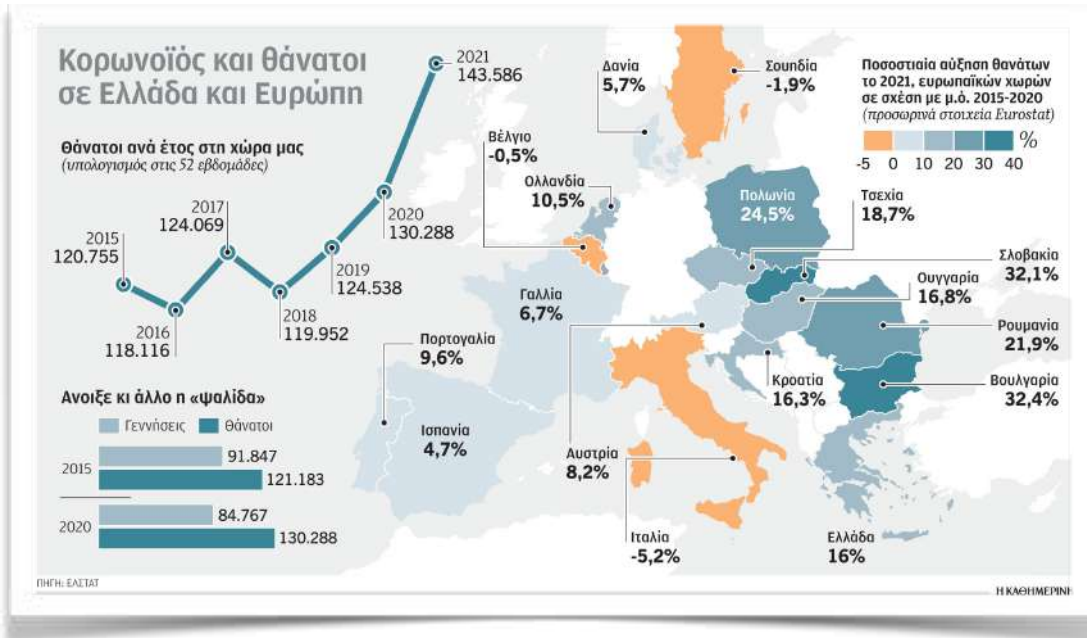 Κορωνοϊός και θάνατοι
σε Ελλάδα και Ευρώπη
Θάνατοι ανά έτος στη χώρα μας
(υπολογισμός στις 52 εβδομάδες)
2015
120.755
2016
118.116
2017
124.069
2018
119.952
2019
124.538
2020
130.288
2021
143.586
Ανοιξε κι άλλο η «ψαλίδα»
Γεννήσεις
Θάνατοι
2015
91.847
121.183
2020
84.767
130.288
Ποσοστιαία αύξηση θανάτων
το 2021, ευρωπαϊκών χωρών
σε σχέση με μ.ό. 2015-2020
(προσωρινά στοιχεία Eurostat)
-5 0 10 20 30 40 %
Δανία
5,7%
Σουηδία
-1,9%
Βέλγιο
-0,5%
Ολλανδία
10,5%
Πολωνία
24,5%
Τσεχία
18,7%
Σλοβακία
32,1%
Ουγγαρία
16,8%
Ρουμανία
21,9%
Βουλγαρία
32,4%
Κροατία
16,3%
Γαλλία
6,7%
Πορτογαλία
9,6%
Ισπανία
4,7%
Αυστρία
8,2%
Ιταλία
-5,2%
Ελλάδα
16%
ΠΗΓΗ: ΕΛΣΤΑΤ
Η ΚΑΘΗΜΕΡΙΝΗ